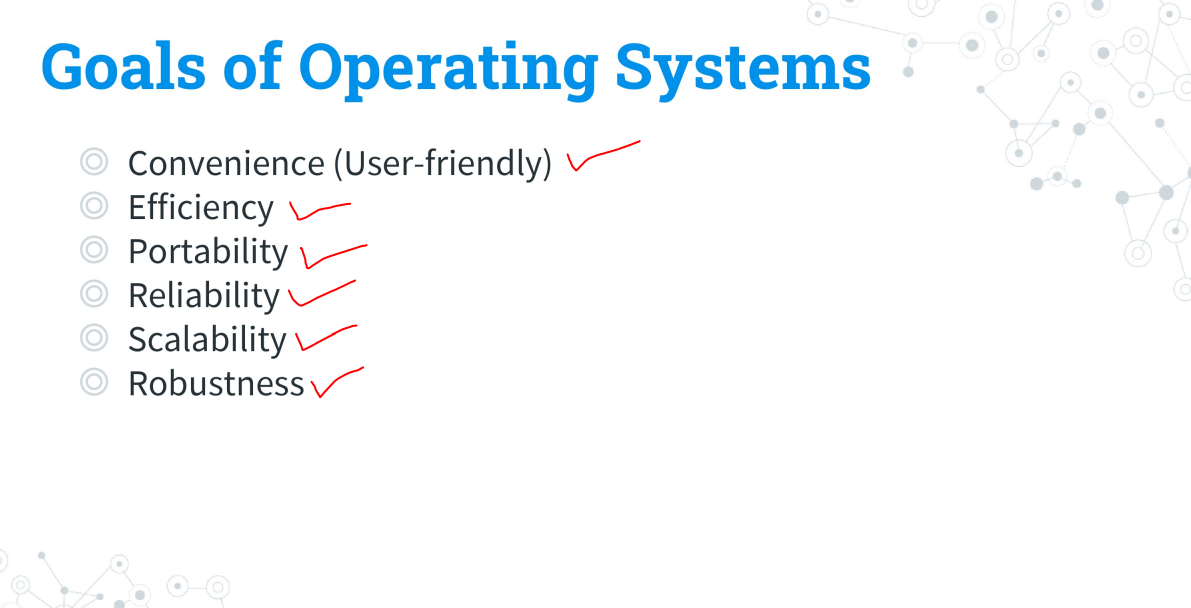 Goals of Operating Systems
Convenience (User-friendly)
Efficiency
Portability
Reliability
Scalability
Robustness